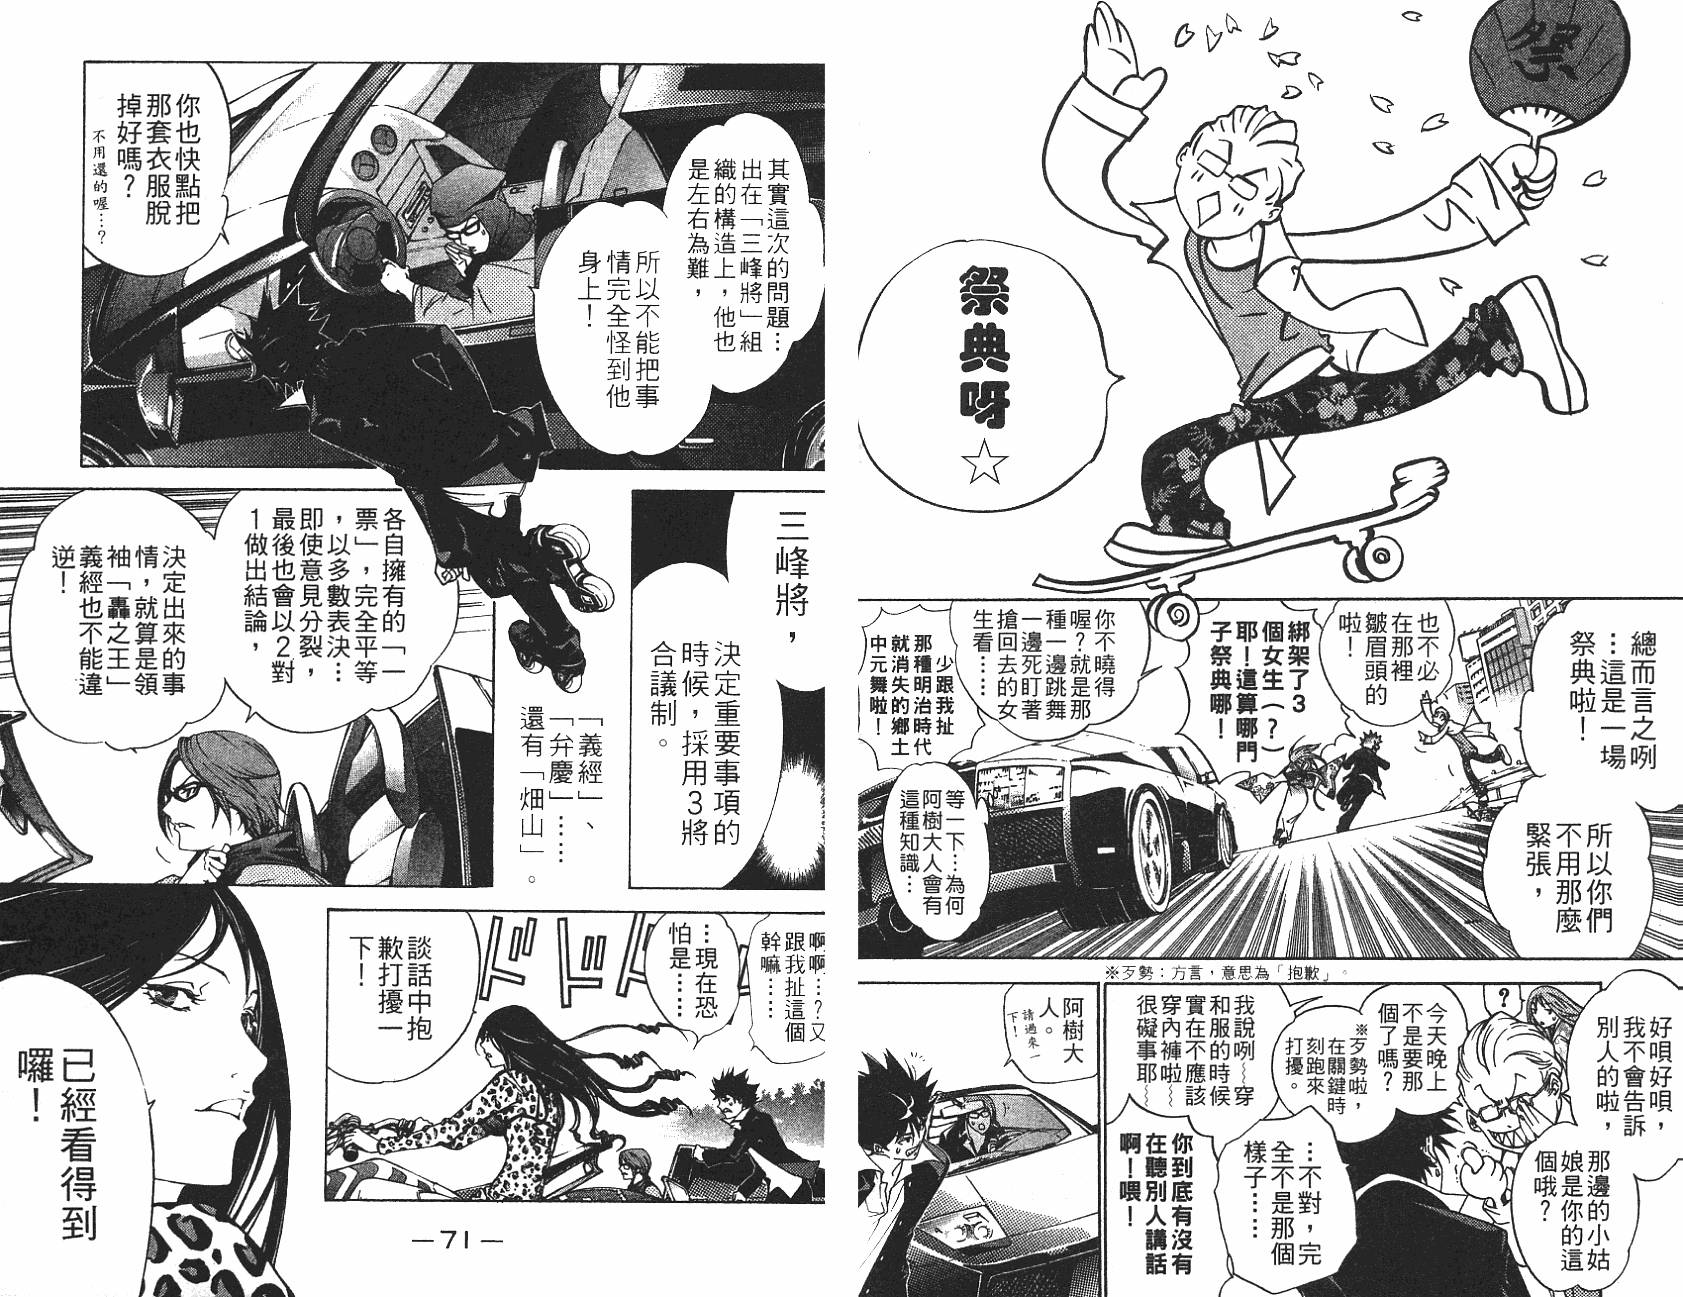 祭
祭典呀☆
總而言之咧
…這是一場
祭典啦！
所以你們
不用那麼
緊張，
也不必
在那裡
皺眉頭的
啦！
綁架了3
個女生（？）
耶！這算哪門
子祭典哪！
你不曉得
喔？就是那
種一邊跳舞
一邊死盯著
搶回去的女
生看……
少跟我扯
那種明治時代
就消失的鄉土
中元舞啦！
等一下…為何
阿樹大人會有
這種知識…
※歹勢：方言，意思為「抱歉」。
好唄好唄，
我不會告訴
別人的啦，
那邊的小姑
娘是你的這
個哦？
？
今天晚上
不是要那
個了嗎？
※歹勢啦，
在關鍵時
刻跑來
打擾。
…不對，完
全不是那個
樣子……
我說咧～穿
和服的時候
實在不應該
穿內褲啦～
很礙事耶～
你到底有沒有
在聽別人講話
啊！喂！
阿樹大
人。
請過來一
下！
其實這次的問題…
出在「三峰將」組
織的構造上，他也
是左右為難，
所以不能把事
情完全怪到他
身上！
你也快點把
那套衣服脫
掉好嗎？
不用還的喔…？
三峰將，
決定重要事項的
時候，採用3將
合議制。
「義經」、
「弁慶」……
還有「畑山」。
各自擁有的「一
票」，完全平等
，以多數表決…
即使意見分裂，
最後也會以2對
1做出結論，
決定出來的事
情，就算是領
袖「轟之王」
義經也不能違
逆！
啊啊…？又
跟我扯這個
幹嘛……
…現在恐
怕是……
ドドド
談話中抱
歉打擾一
下！
已經看得到
囉！
—71—